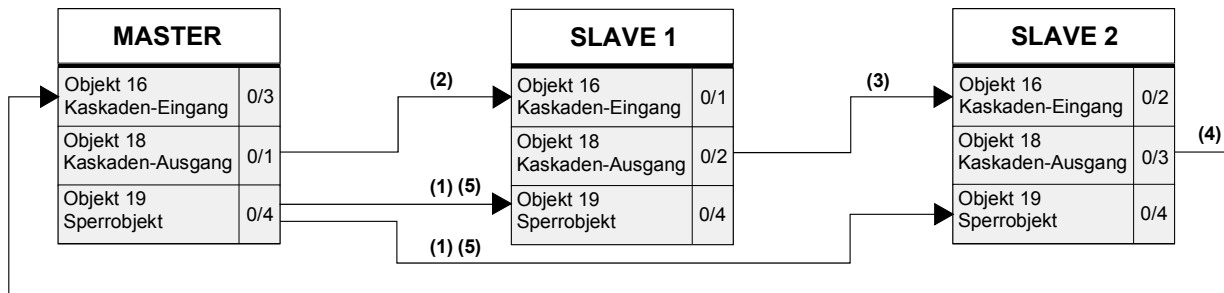 MASTER
Objekt 16
Kaskaden-Eingang
0/3
Objekt 18
Kaskaden-Ausgang
0/1
Objekt 19
Sperrobjekt
0/4
(2)
(1) (5)
(1) (5)
SLAVE 1
Objekt 16
Kaskaden-Eingang
0/1
Objekt 18
Kaskaden-Ausgang
0/2
Objekt 19
Sperrobjekt
0/4
(3)
SLAVE 2
Objekt 16
Kaskaden-Eingang
0/2
Objekt 18
Kaskaden-Ausgang
0/3
Objekt 19
Sperrobjekt
0/4
(4)